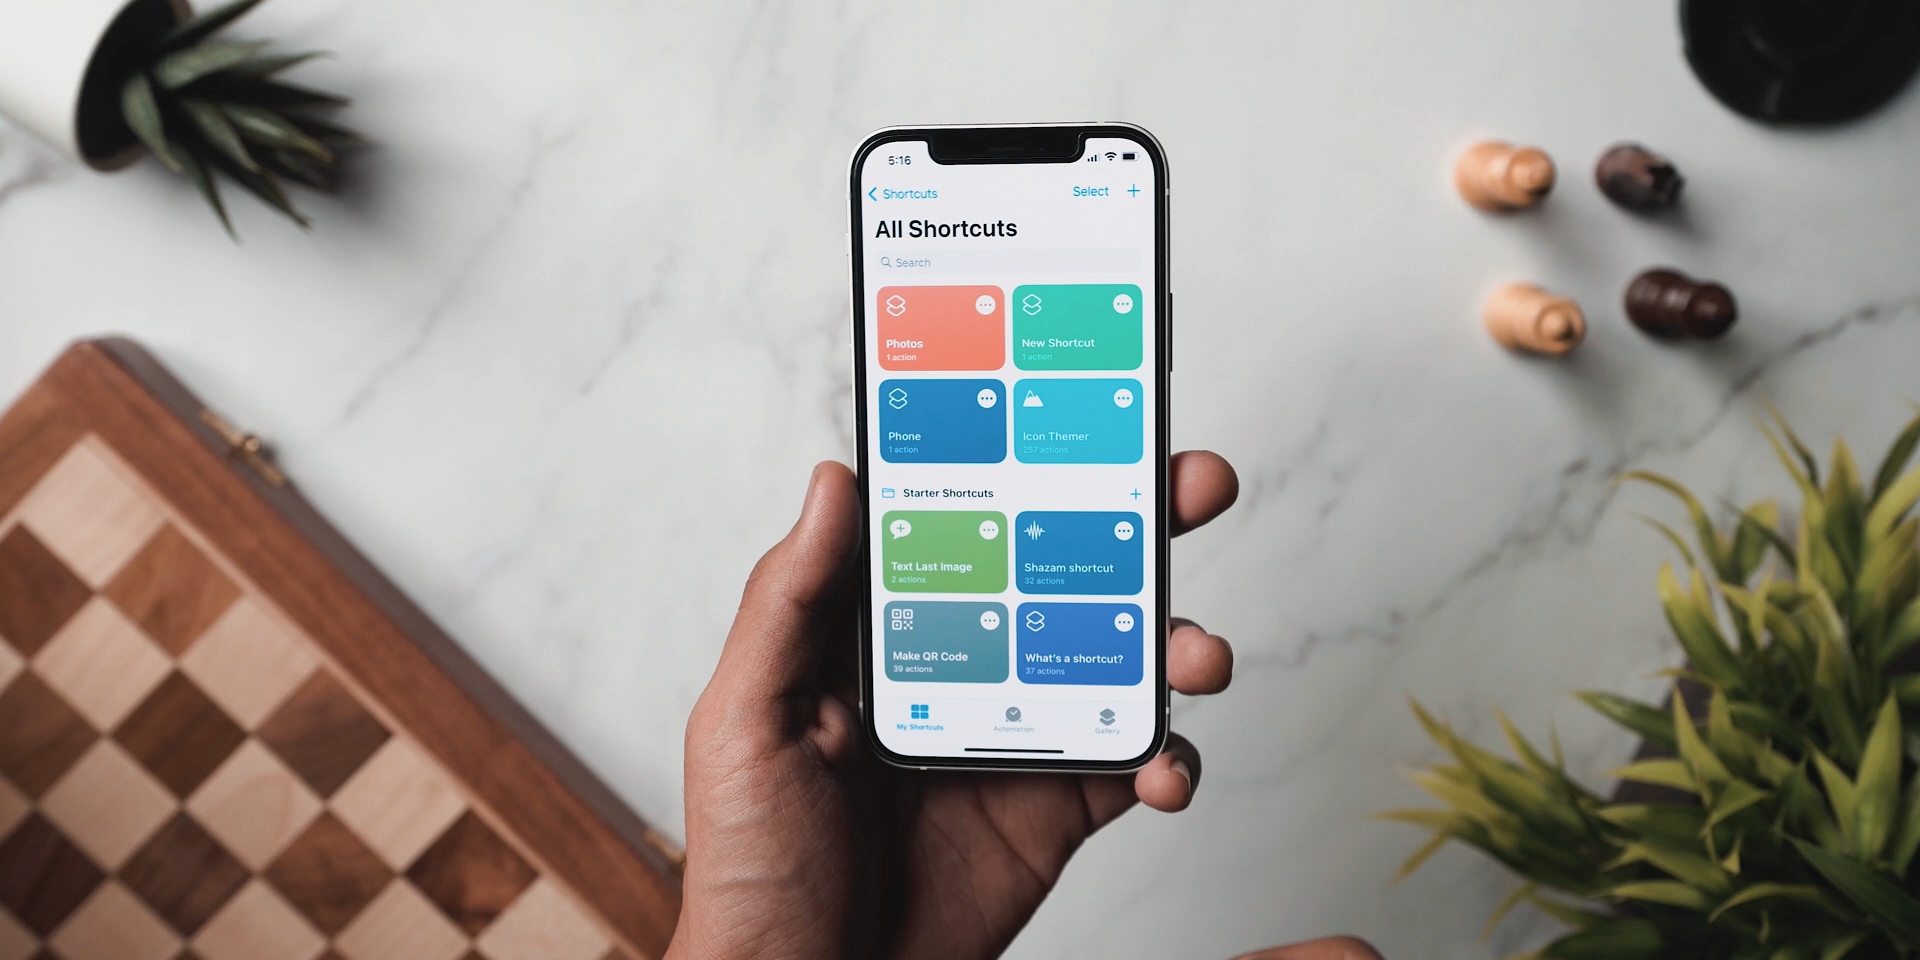 5:16
Shortcuts
Select +
All Shortcuts
Search
Photos
1 action
New Shortcut
1 action
Phone
1 action
Icon Themer
257 actions
Starter Shortcuts +
Text Last Image
2 actions
Shazam shortcut
32 actions
Make QR Code
39 actions
What's a shortcut?
37 actions
My Shortcuts
Automation
Gallery